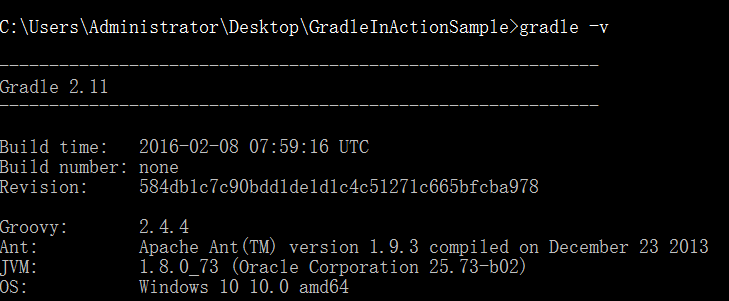 C:\Users\Administrator\Desktop\GradleInActionSample>gradle -v
------------------------------------------------------------
Gradle 2.11
------------------------------------------------------------
Build time:   2016-02-08 07:59:16 UTC
Build number: none
Revision:     584db1c7c90bdd1de1d1c4c51271c665bfcba978
Groovy:       2.4.4
Ant:          Apache Ant(TM) version 1.9.3 compiled on December 23 2013
JVM:          1.8.0_73 (Oracle Corporation 25.73-b02)
OS:           Windows 10 10.0 amd64